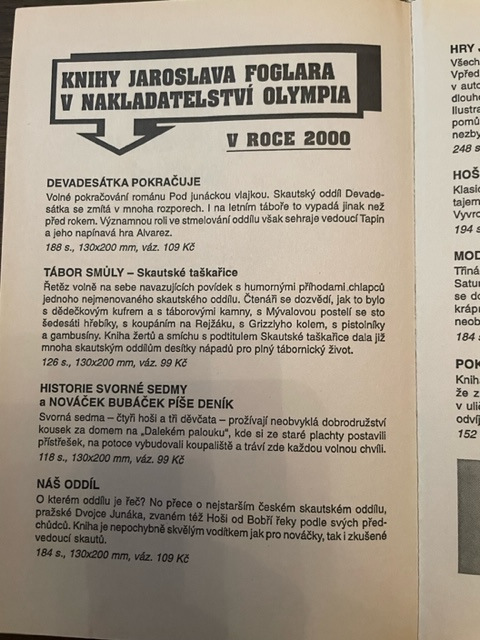 KNIHY JAROSLAVA FOGLARA
V NAKLADATELSTVÍ OLYMPIA
V ROCE 2000
DEVADESÁTKA POKRAČUJE
Volné pokračování románu Pod junáckou vlajkou. Skautský oddíl Devade-
sátka se zmítá v mnoha rozporech. I na letním táboře to vypadá jinak než
před rokem. Významnou roli ve stmelování oddílu však sehraje vedoucí Tapin
a jeho napínavá hra Alvarez.
188 s., 130x200 mm, váz. 109 Kč
TÁBOR SMŮLY – Skautské taškařice
Řetěz volně na sebe navazujících povídek s humornými příhodami chlapců
jednoho nejmenovaného skautského oddílu. Čtenáři se dozvědí, jak to bylo
s dědečkovým kufrem a s táborovými kamny, s Mývalovou postelí se sto
šedesáti hřebíky, s koupáním na Rejžáku, s Grizzlyho kolem, s pistolníky
a gambusíny. Kniha žertů a smíchu s podtitulem Skautské taškařice dala již
mnoha skautským oddílům desítky nápadů pro plný tábornický život.
126 s., 130x200 mm, váz. 99 Kč
HISTORIE SVORNÉ SEDMY
a NOVÁČEK BUBÁČEK PÍŠE DENÍK
Svorná sedma – čtyři hoši a tři děvčata – prožívají neobvyklá dobrodružství
kousek za domem na „Dalekém palouku", kde si ze staré plachty postavili
přístřešek, na potoce vybudovali koupaliště a tráví zde každou volnou chvíli.
118 s., 130x200 mm, váz. 99 Kč
NÁŠ ODDÍL
O kterém oddílu je řeč? No přece o nejstarším českém skautském oddílu,
pražské Dvojce Junáka, zvaném též Hoši od Bobří řeky podle svých před-
chůdců. Kniha je nepochybně skvělým vodítkem jak pro nováčky, tak i zkušené
vedoucí skautů.
184 s., 130x200 mm, váz. 109 Kč
HRY
Všech
Vpřed
v auto
dlouh
Ilustra
pomů
nezby
248 s
HOŠ
Klasic
tajem
Vyvro
194 s
MOD
Třiná
Satur
se do
krápn
neob
184
POK
Knih
že z
v ulič
odvíj
152